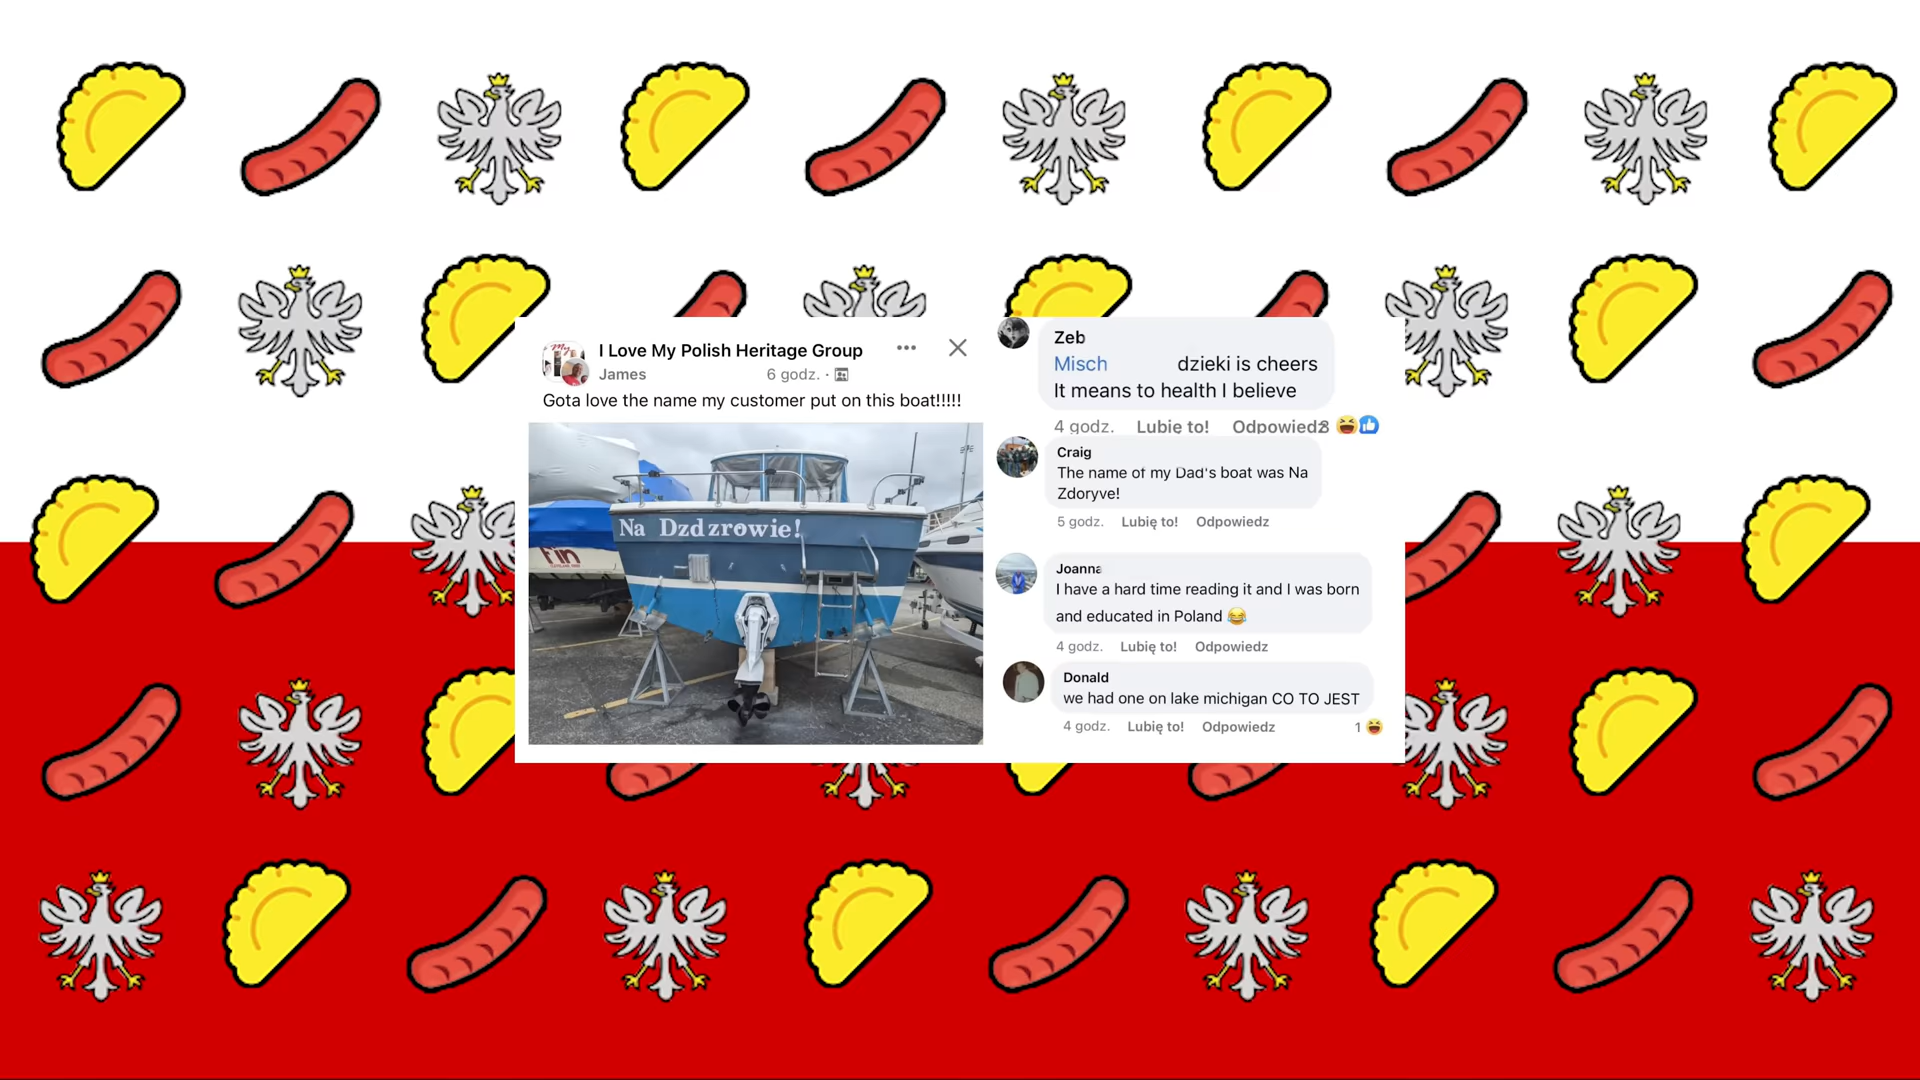 I Love My Polish Heritage Group
James 6 godz.
Gota love the name my customer put on this boat!!!!!
Na Dzdzrowie!
fin
Zeb
Misch dzieki is cheers
It means to health I believe
4 godz. Lubię to! Odpowiedz 3
Craig
The name of my Dad's boat was Na
Zdoryve!
5 godz. Lubię to! Odpowiedz
Joanna
I have a hard time reading it and I was born
and educated in Poland 😂
4 godz. Lubię to! Odpowiedz
Donald
we had one on lake michigan CO TO JEST
4 godz. Lubię to! Odpowiedz 1